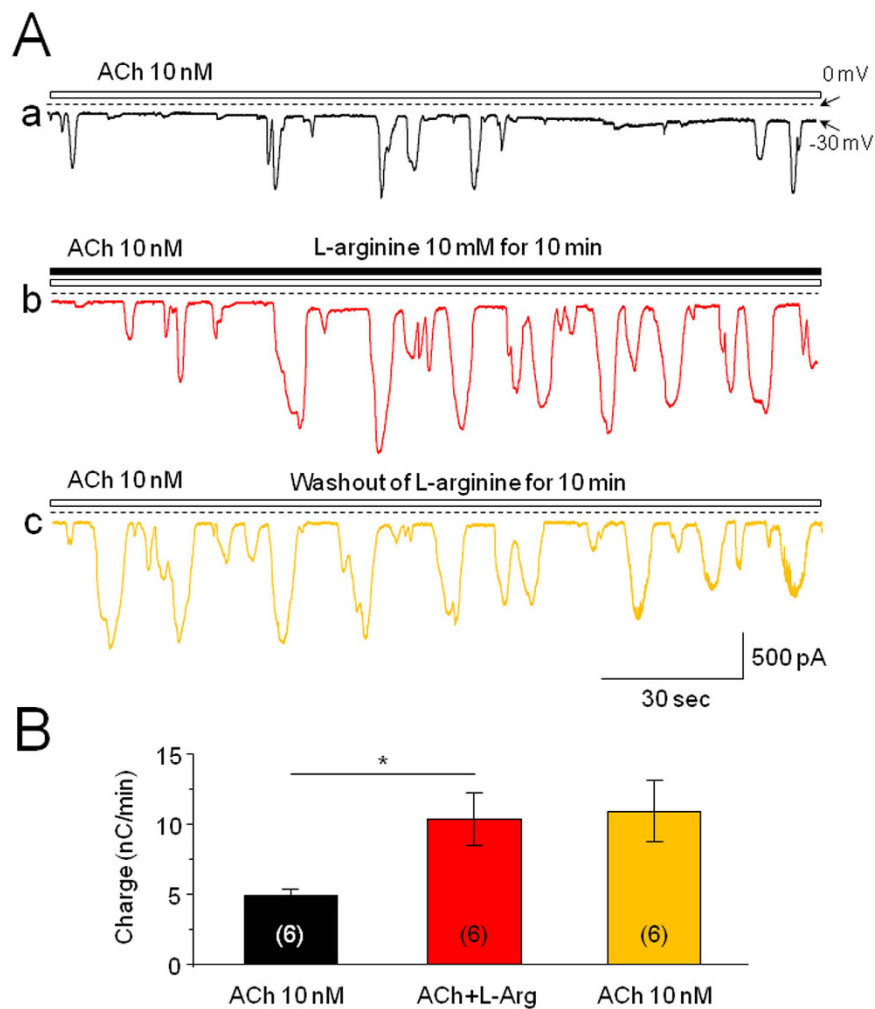 A
ACh 10 nM
0 mV
a
-30 mV
ACh 10 nM L-arginine 10 mM for 10 min
b
ACh 10 nM Washout of L-arginine for 10 min
c
500 pA
30 sec
B
15
*
10
Charge (nC/min)
5
(6) (6) (6)
0
ACh 10 nM ACh+L-Arg ACh 10 nM